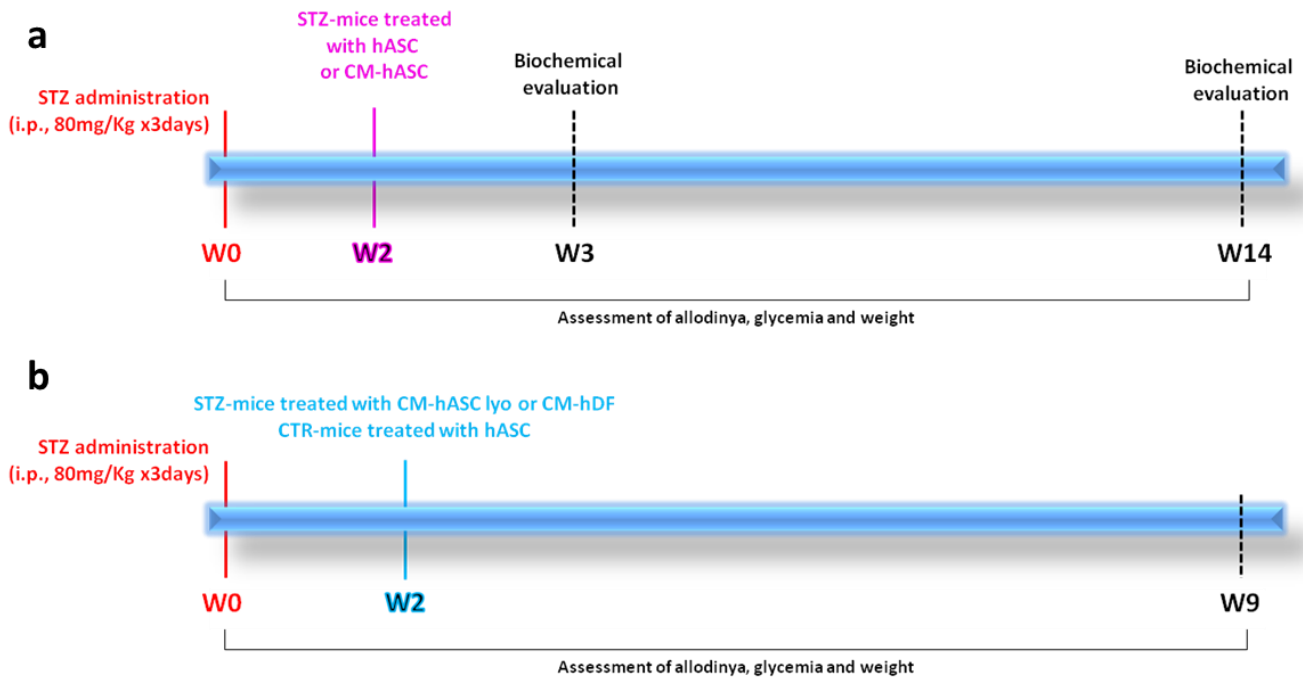 a
STZ-mice treated
with hASC
or CM-hASC
Biochemical
evaluation
Biochemical
evaluation
STZ administration
(i.p., 80mg/Kg x3days)
W0
W2
W3
W14
Assessment of allodinya, glycemia and weight
b
STZ-mice treated with CM-hASC lyo or CM-hDF
CTR-mice treated with hASC
STZ administration
(i.p., 80mg/Kg x3days)
W0
W2
W9
Assessment of allodinya, glycemia and weight